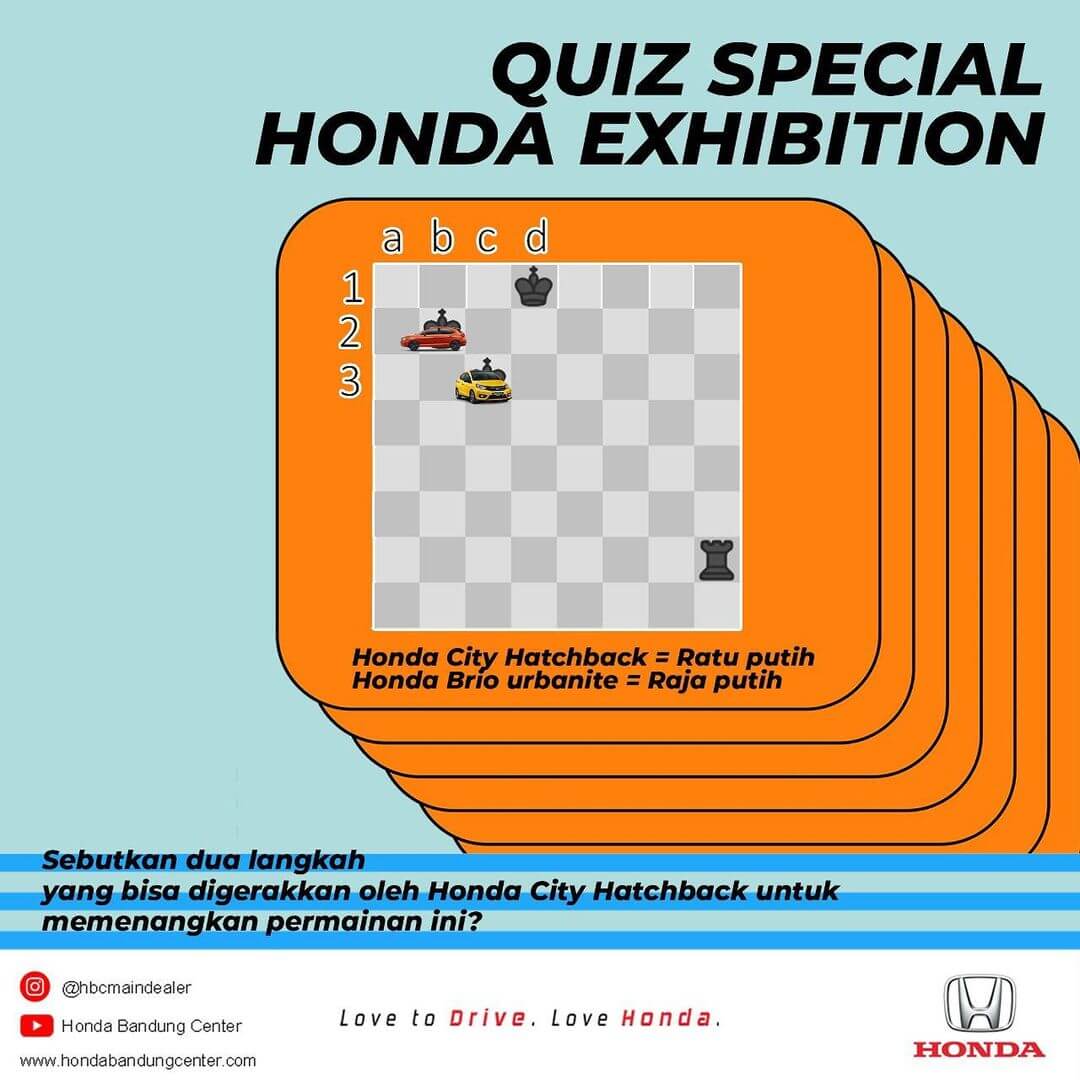 QUIZ SPECIAL
HONDA EXHIBITION
a b c d
1
2
3
Honda City Hatchback = Ratu putih
Honda Brio urbanite = Raja putih
Sebutkan dua langkah
yang bisa digerakkan oleh Honda City Hatchback untuk
memenangkan permainan ini?
@hbcmaindealer
Honda Bandung Center
www.hondabandungcenter.com
Love to Drive. Love Honda.
HONDA